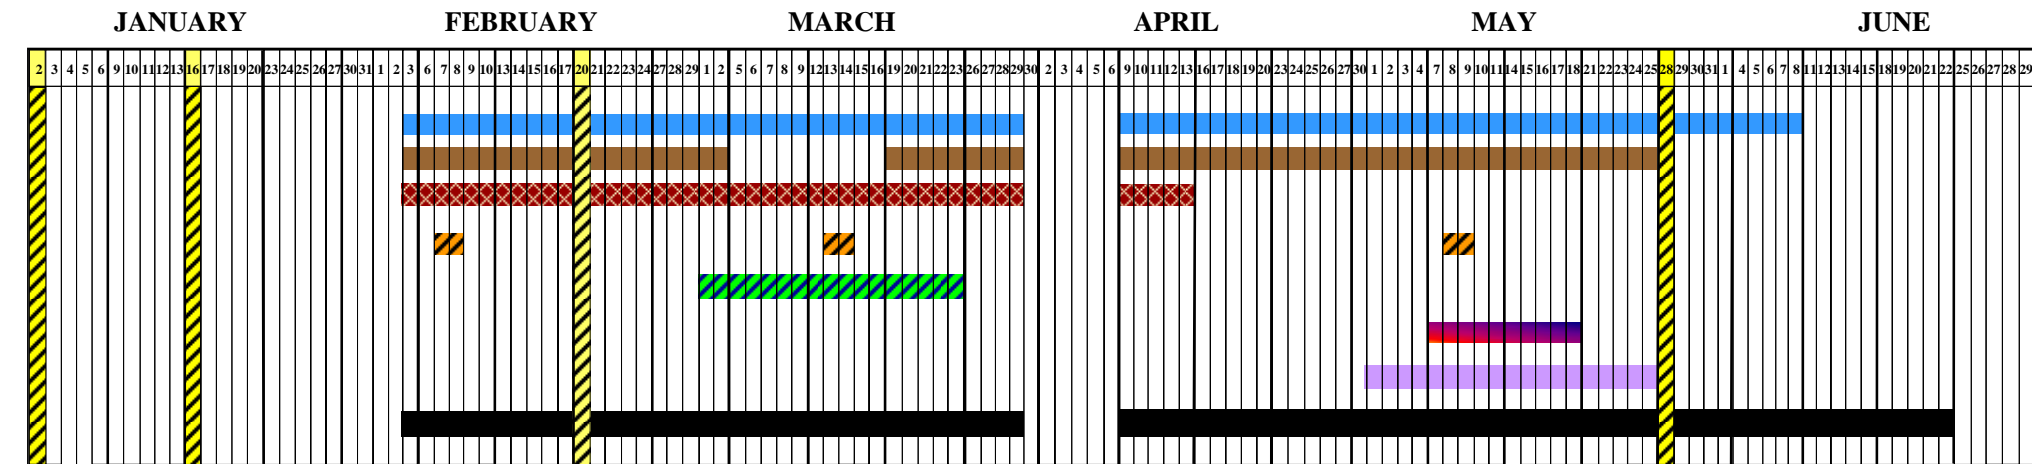 JANUARY FEBRUARY MARCH APRIL MAY JUNE
2 3 4 5 6 9 10 11 12 13 16 17 18 19 20 23 24 25 26 27 30 31 1 2 3 6 7 8 9 10 13 14 15 16 17 20 21 22 23 24 27 28 29 1 2 5 6 7 8 9 12 13 14 15 16 19 20 21 22 23 26 27 28 29 30 2 3 4 5 6 9 10 11 12 13 16 17 18 19 20 23 24 25 26 27 30 1 2 3 4 7 8 9 10 11 14 15 16 17 18 21 22 23 24 25 28 29 30 31 1 4 5 6 7 8 11 12 13 14 15 18 19 20 21 22 25 26 27 28 29